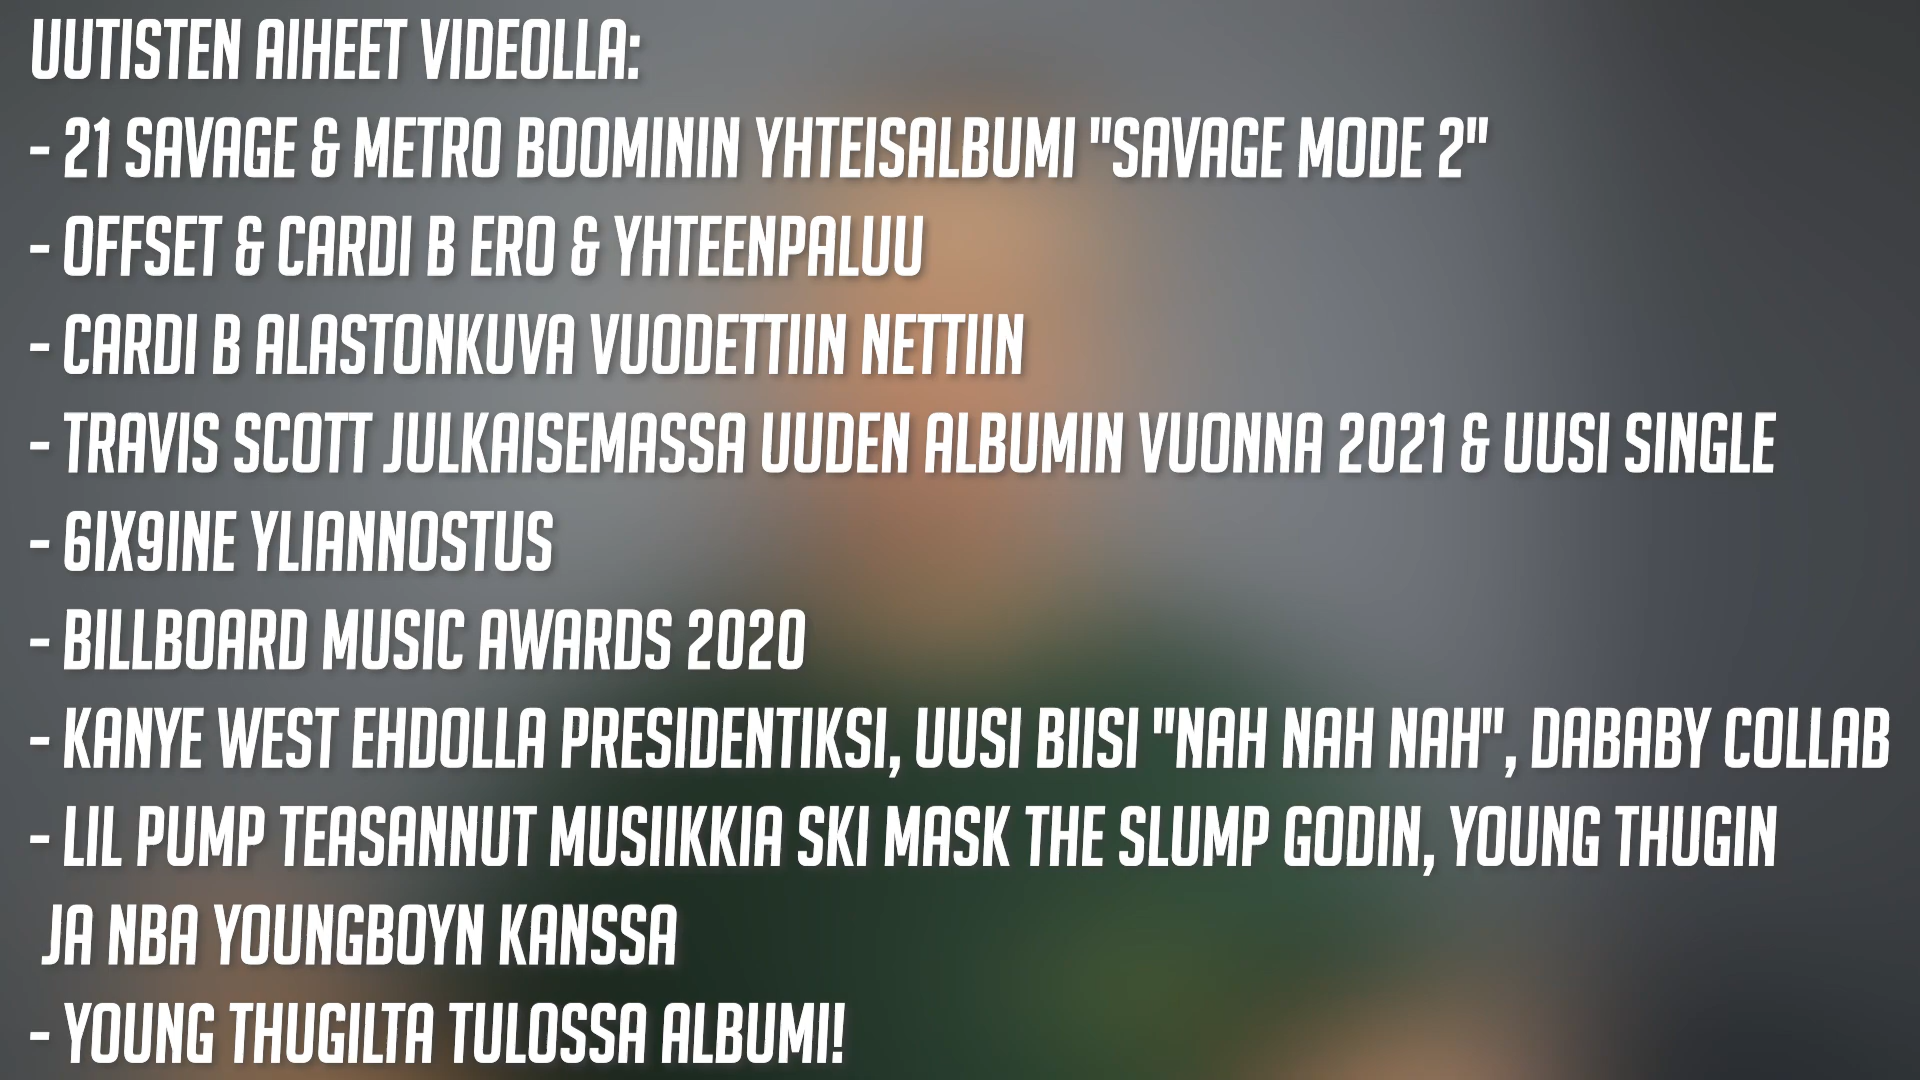 UUTISTEN AIHEET VIDEOLLA:
- 21 SAVAGE & METRO BOOMININ YHTEISALBUMI "SAVAGE MODE 2"
- OFFSET & CARDI B ERO & YHTEENPALUU
- CARDI B ALASTONKUVA VUODETTIIN NETTIIN
- TRAVIS SCOTT JULKAISEMASSA UUDEN ALBUMIN VUONNA 2021 & UUSI SINGLE
- 6IX9INE YLIANNOSTUS
- BILLBOARD MUSIC AWARDS 2020
- KANYE WEST EHDOLLA PRESIDENTIKSI, UUSI BIISI "NAH NAH NAH", DABABY COLLAB
- LIL PUMP TEASANNUT MUSIIKKIA SKI MASK THE SLUMP GODIN, YOUNG THUGIN
JA NBA YOUNGBOYN KANSSA
- YOUNG THUGILTA TULOSSA ALBUMI!